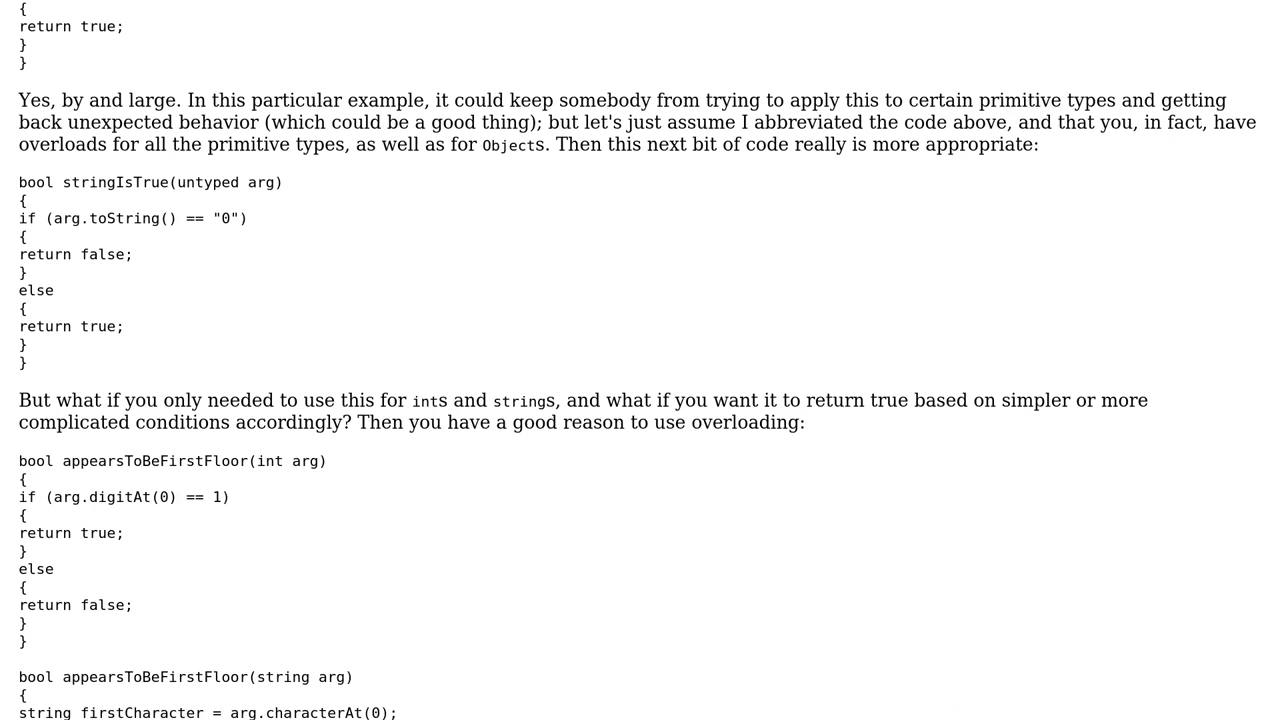 {
return true;
}
}
Yes, by and large. In this particular example, it could keep somebody from trying to apply this to certain primitive types and getting
back unexpected behavior (which could be a good thing); but let's just assume I abbreviated the code above, and that you, in fact, have
overloads for all the primitive types, as well as for Objects. Then this next bit of code really is more appropriate:
bool stringIsTrue(untyped arg)
{
if (arg.toString() == "0")
{
return false;
}
else
{
return true;
}
}
But what if you only needed to use this for ints and strings, and what if you want it to return true based on simpler or more
complicated conditions accordingly? Then you have a good reason to use overloading:
bool appearsToBeFirstFloor(int arg)
{
if (arg.digitAt(0) == 1)
{
return true;
}
else
{
return false;
}
}
bool appearsToBeFirstFloor(string arg)
{
string firstCharacter = arg.characterAt(0);